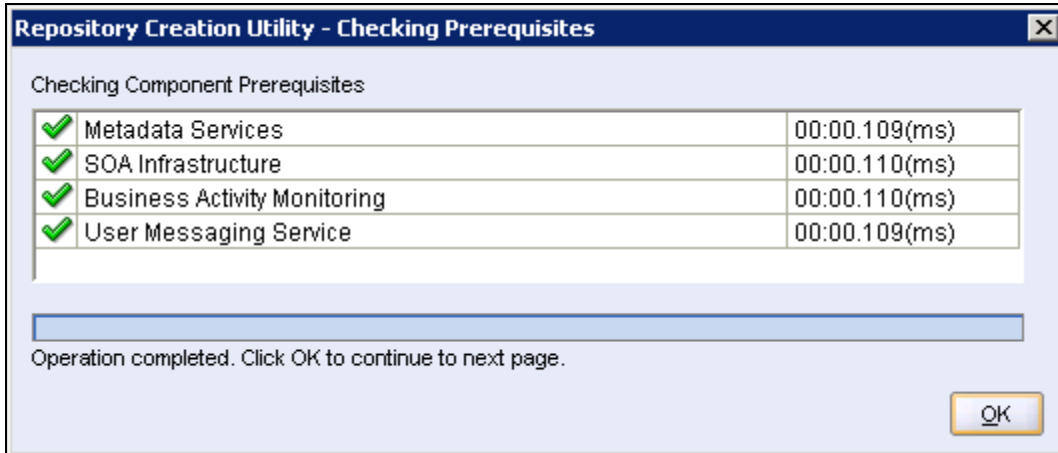 Repository Creation Utility - Checking Prerequisites
Checking Component Prerequisites
Metadata Services 00:00.109(ms)
SOA Infrastructure 00:00.110(ms)
Business Activity Monitoring 00:00.110(ms)
User Messaging Service 00:00.109(ms)
Operation completed. Click OK to continue to next page.
OK